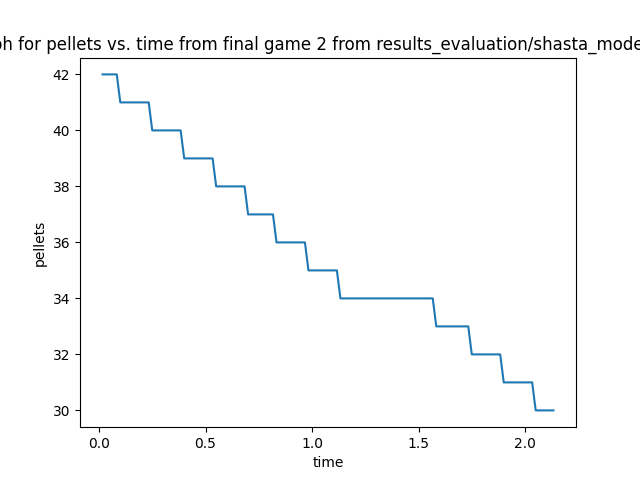 for pellets vs. time from final game 2 from results_evaluation/shasta_mode
42
40
38
36
34
32
30
pellets
0.0 0.5 1.0 1.5 2.0
time